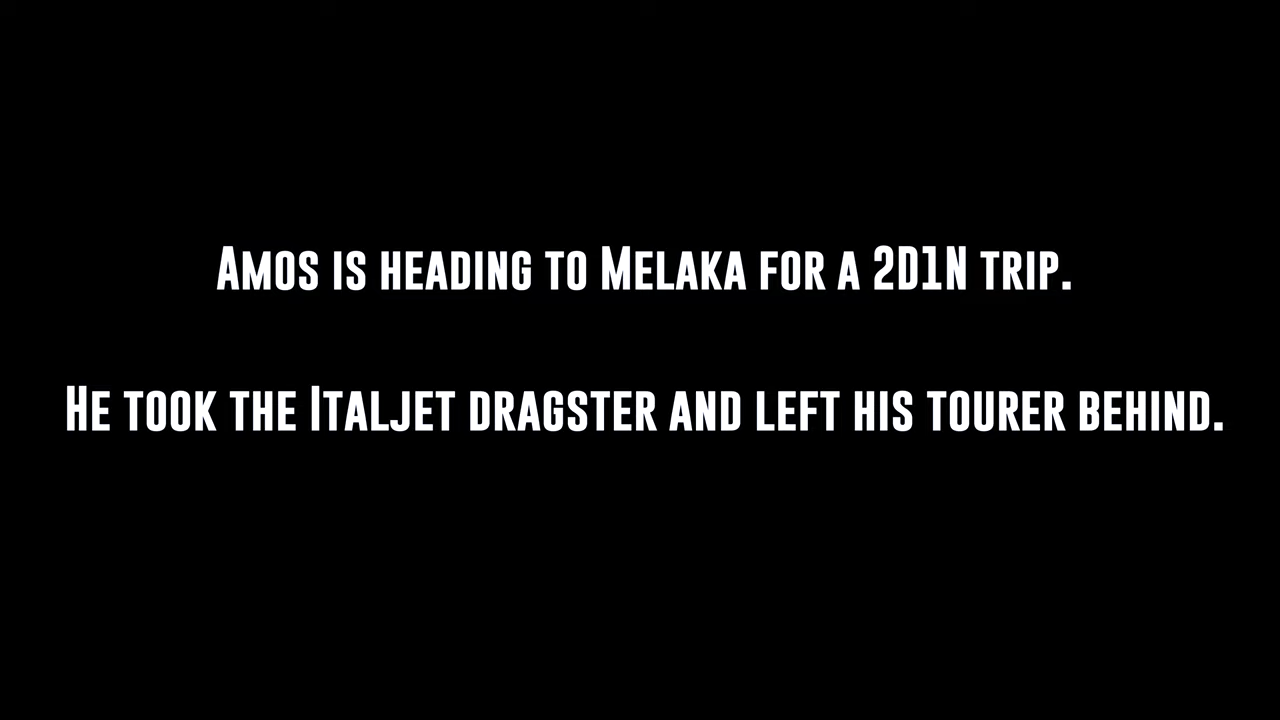 Amos is heading to Melaka for a 2D1N trip.
He took the Italjet dragster and left his tourer behind.